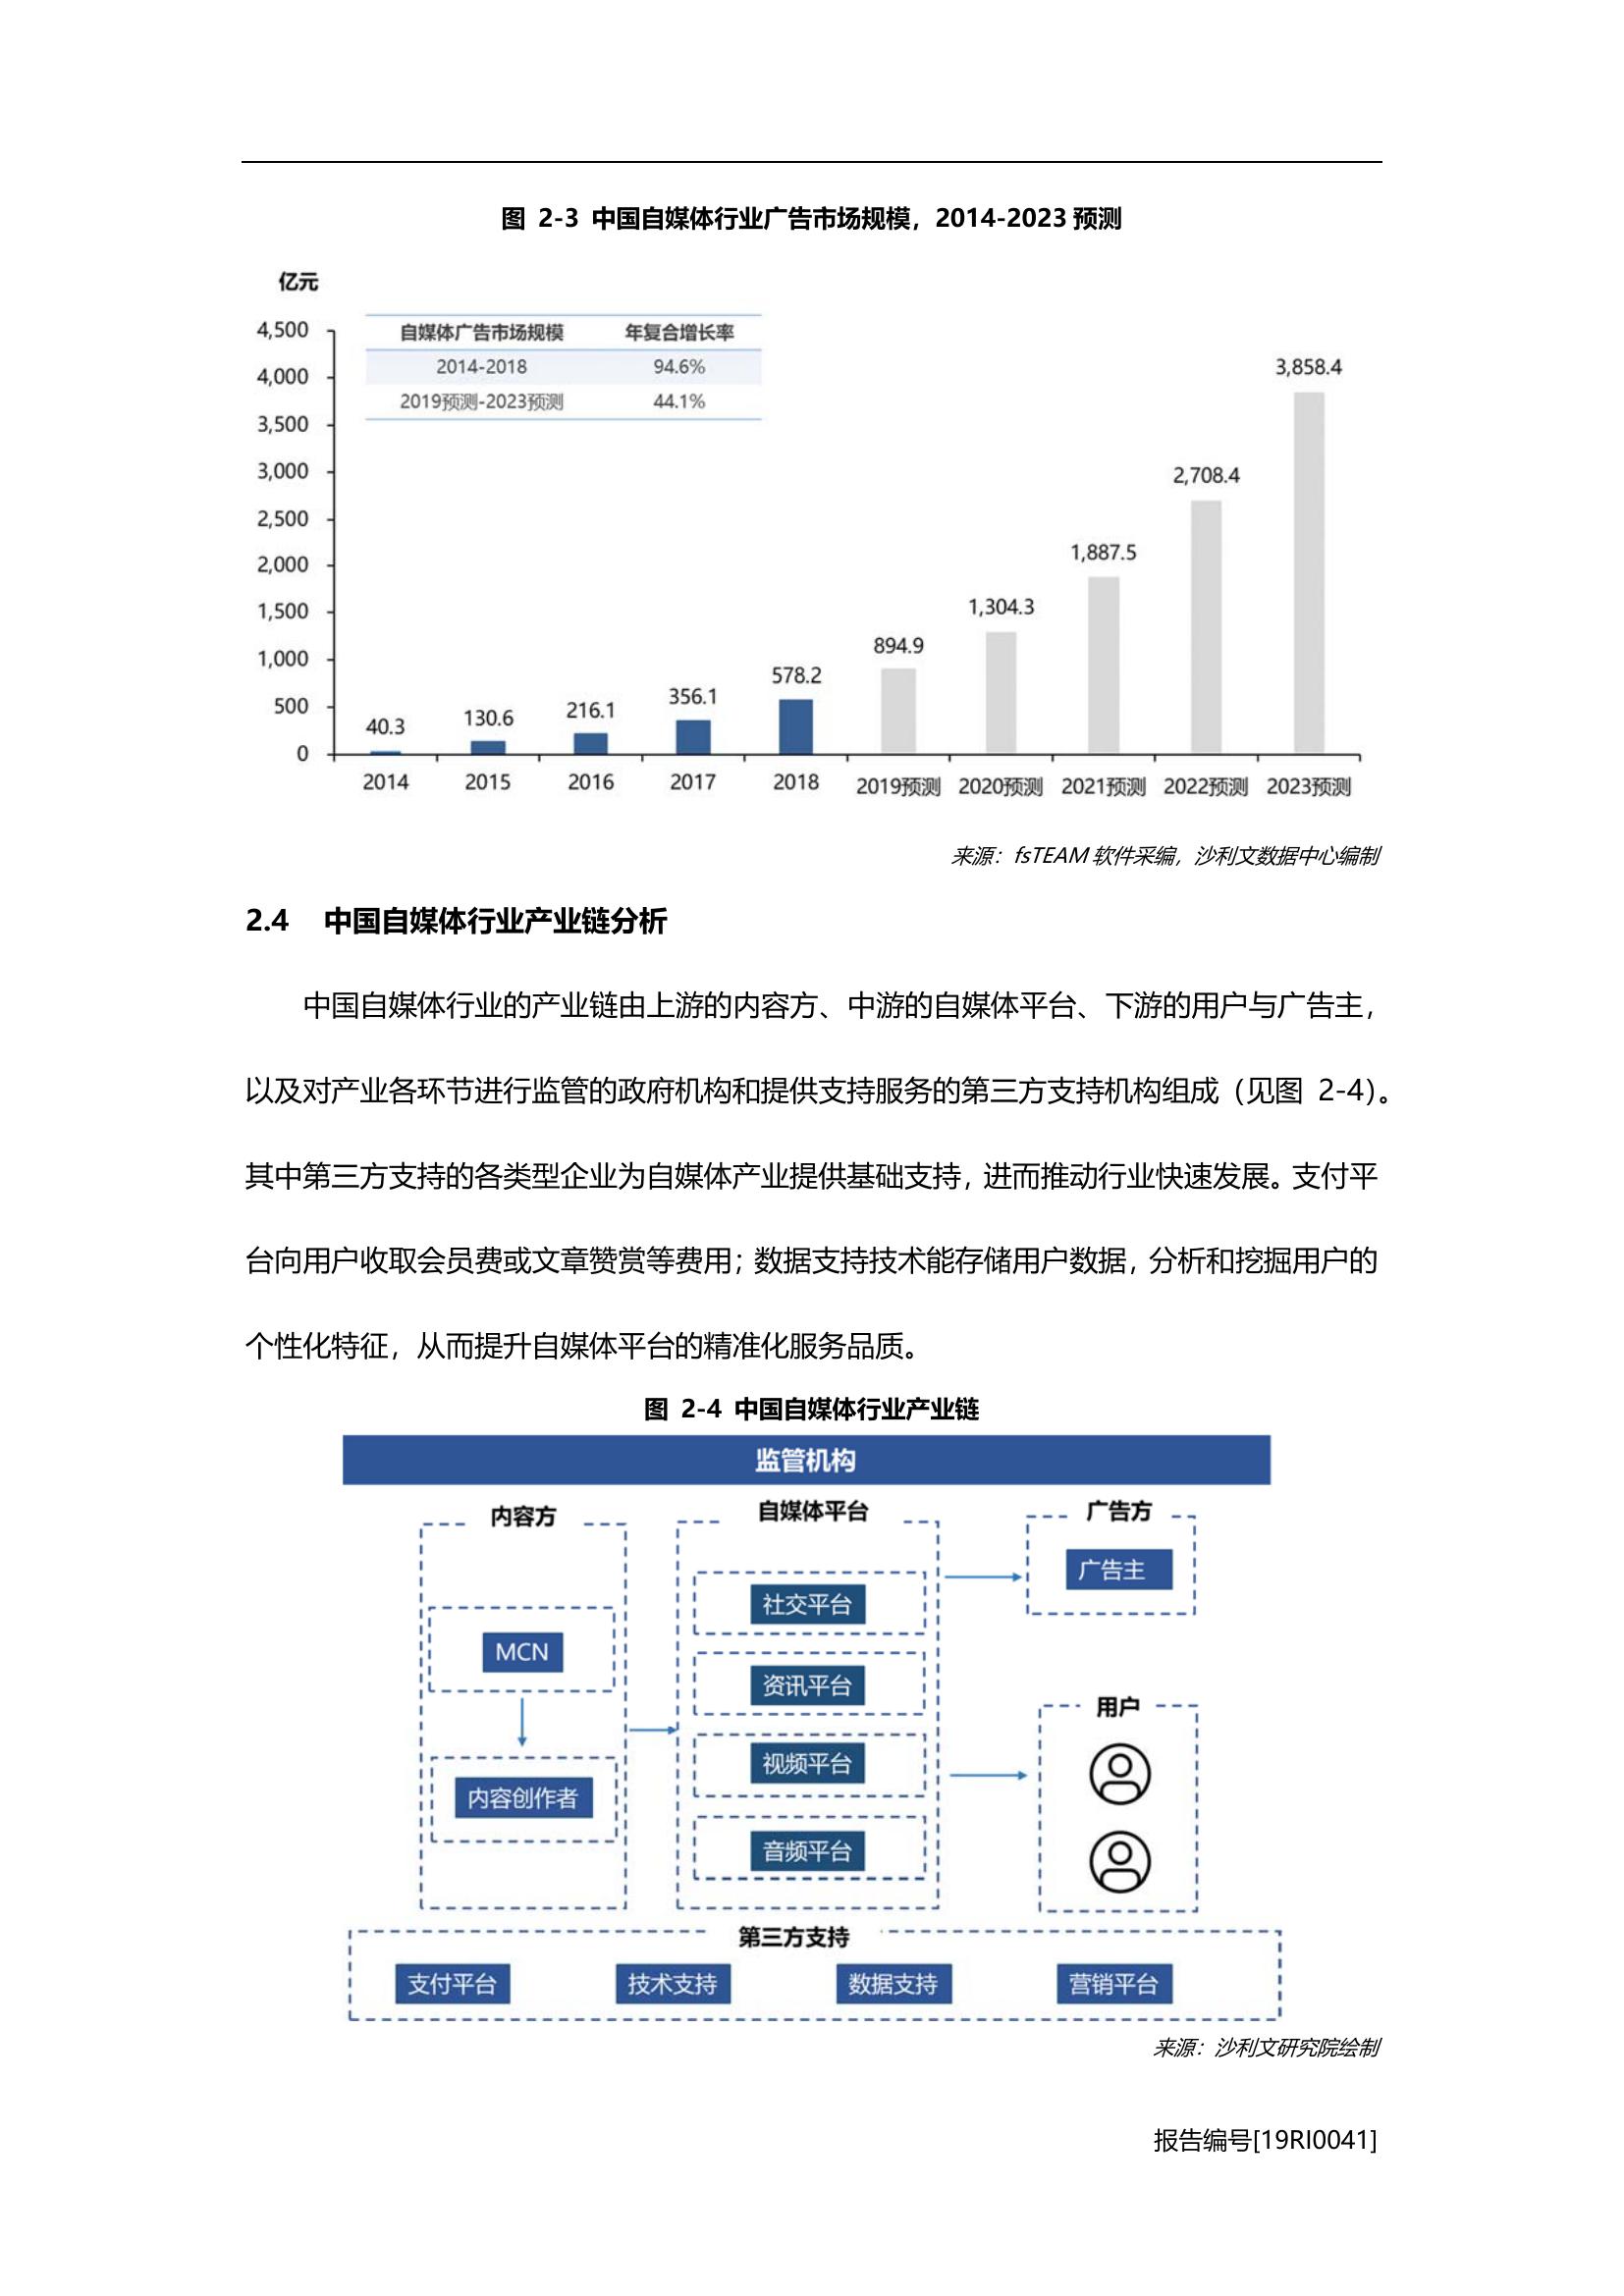 图 2-3 中国自媒体行业广告市场规模，2014-2023 预测
亿元
自媒体广告市场规模 年复合增长率
2014-2018 94.6%
2019预测-2023预测 44.1%
4,500
4,000
3,500
3,000
2,500
2,000
1,500
1,000
500
0
40.3
130.6
216.1
356.1
578.2
894.9
1,304.3
1,887.5
2,708.4
3,858.4
2014 2015 2016 2017 2018 2019预测 2020预测 2021预测 2022预测 2023预测
来源：fsTEAM 软件采编，沙利文数据中心编制
2.4 中国自媒体行业产业链分析
中国自媒体行业的产业链由上游的内容方、中游的自媒体平台、下游的用户与广告主，
以及对产业各环节进行监管的政府机构和提供支持服务的第三方支持机构组成（见图 2-4）。
其中第三方支持的各类型企业为自媒体产业提供基础支持，进而推动行业快速发展。支付平
台向用户收取会员费或文章赞赏等费用；数据支持技术能存储用户数据，分析和挖掘用户的
个性化特征，从而提升自媒体平台的精准化服务品质。
图 2-4 中国自媒体行业产业链
监管机构
内容方
MCN
内容创作者
自媒体平台
社交平台
资讯平台
视频平台
音频平台
广告方
广告主
用户
第三方支持
支付平台 技术支持 数据支持 营销平台
来源：沙利文研究院绘制
报告编号[19RI0041]